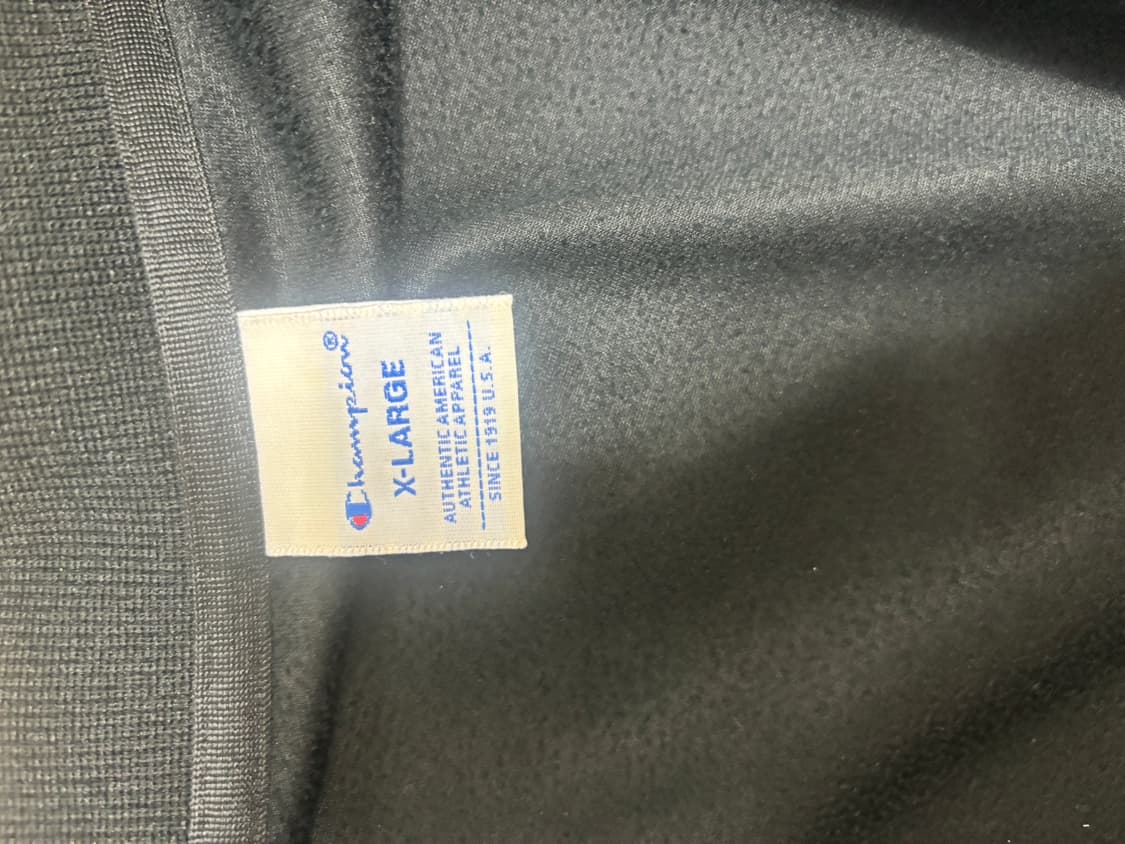 Champion®
X-LARGE
AUTHENTIC AMERICAN
ATHLETIC APPAREL
SINCE 1919 U.S.A.